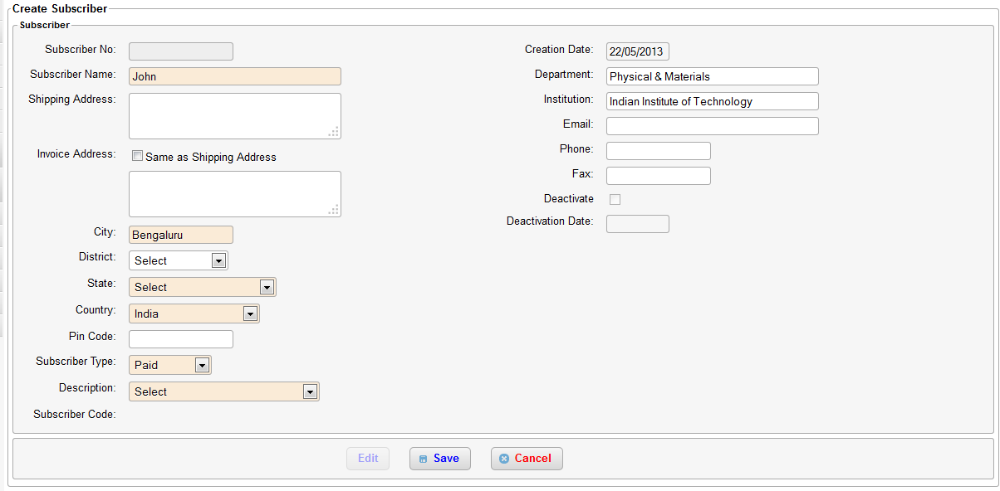 Create Subscriber
Subscriber
Subscriber No:
Subscriber Name: John
Shipping Address:
Invoice Address: Same as Shipping Address
City: Bengaluru
District: Select
State: Select
Country: India
Pin Code:
Subscriber Type: Paid
Description: Select
Subscriber Code:
Creation Date: 22/05/2013
Department: Physical & Materials
Institution: Indian Institute of Technology
Email:
Phone:
Fax:
Deactivate
Deactivation Date:
Edit Save Cancel